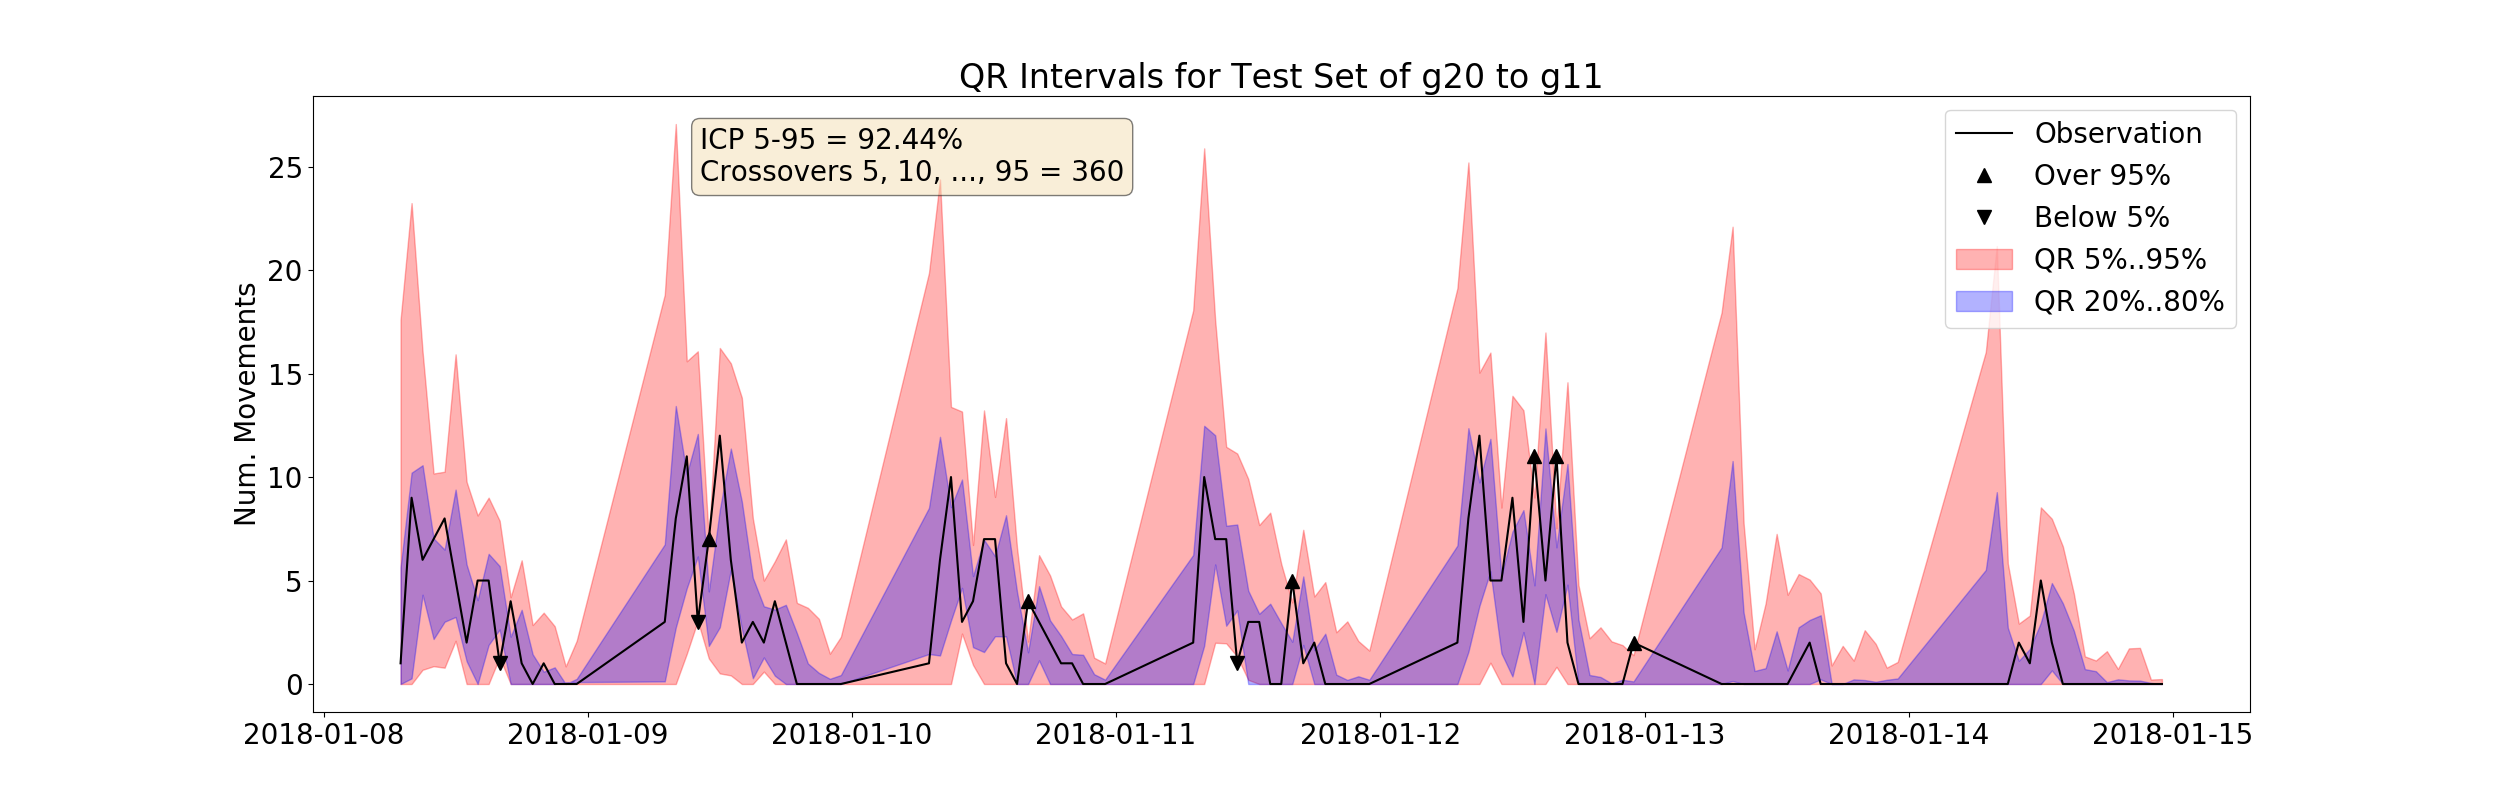 QR Intervals for Test Set of g20 to g11
ICP 5-95 = 92.44%
Crossovers 5, 10, ..., 95 = 360
Observation
Over 95%
Below 5%
QR 5%..95%
QR 20%..80%
Num. Movements
25
20
15
10
5
0
2018-01-08
2018-01-09
2018-01-10
2018-01-11
2018-01-12
2018-01-13
2018-01-14
2018-01-15